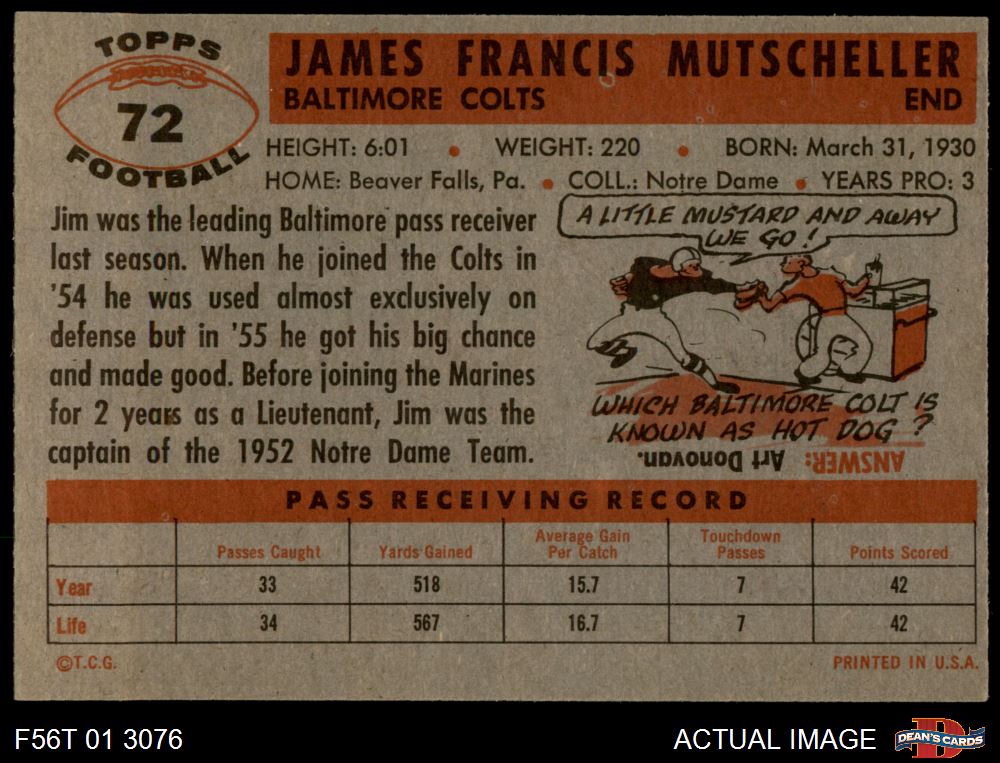 TOPPS
72
FOOTBALL
JAMES FRANCIS MUTSCHELLER
BALTIMORE COLTS END
HEIGHT: 6:01 • WEIGHT: 220 • BORN: March 31, 1930
HOME: Beaver Falls, Pa. • COLL.: Notre Dame • YEARS PRO: 3
Jim was the leading Baltimore pass receiver
last season. When he joined the Colts in
'54 he was used almost exclusively on
defense but in '55 he got his big chance
and made good. Before joining the Marines
for 2 years as a Lieutenant, Jim was the
captain of the 1952 Notre Dame Team.
A LITTLE MUSTARD AND AWAY
WE GO!
WHICH BALTIMORE COLT IS
KNOWN AS HOT DOG?
ANSWER: Art Donovan.
PASS RECEIVING RECORD
Passes Caught Yards Gained Average Gain Per Catch Touchdown Passes Points Scored
Year 33 518 15.7 7 42
Life 34 567 16.7 7 42
©T.C.G. PRINTED IN U.S.A.
F56T 01 3076 ACTUAL IMAGE DEAN'S CARDS